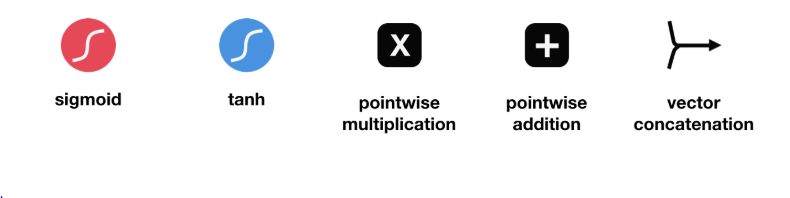 X
sigmoid
tanh
pointwise
multiplication
pointwise
addition
vector
concatenation
.